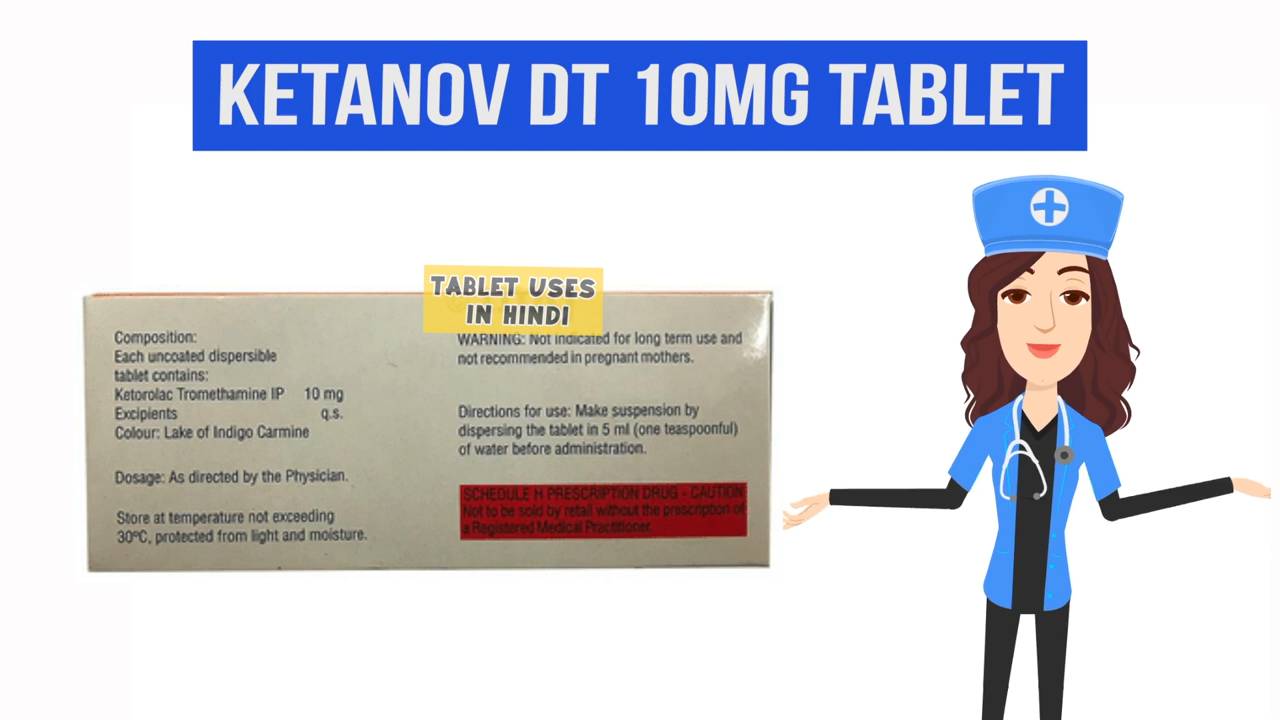 KETANOV DT 10MG TABLET
TABLET USES
IN HINDI
Composition:
Each uncoated dispersible
tablet contains:
Ketorolac Tromethamine IP 10 mg
Excipients q.s.
Colour: Lake of Indigo Carmine
Dosage: As directed by the Physician.
Store at temperature not exceeding
30ºC, protected from light and moisture.
WARNING: Not indicated for long term use and
not recommended in pregnant mothers.
Directions for use: Make suspension by
dispersing the tablet in 5 ml (one teaspoonful)
of water before administration.
SCHEDULE H PRESCRIPTION DRUG - CAUTION
Not to be sold by retail without the prescription of
a Registered Medical Practitioner.